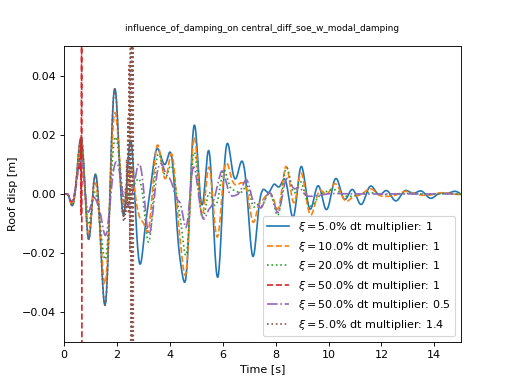 influence_of_damping_on central_diff_soe_w_modal_damping
0.04
0.02
0.00
−0.02
−0.04
Roof disp [m]
ξ = 5.0% dt multiplier: 1
ξ = 10.0% dt multiplier: 1
ξ = 20.0% dt multiplier: 1
ξ = 50.0% dt multiplier: 1
ξ = 50.0% dt multiplier: 0.5
ξ = 5.0% dt multiplier: 1.4
0 2 4 6 8 10 12 14
Time [s]